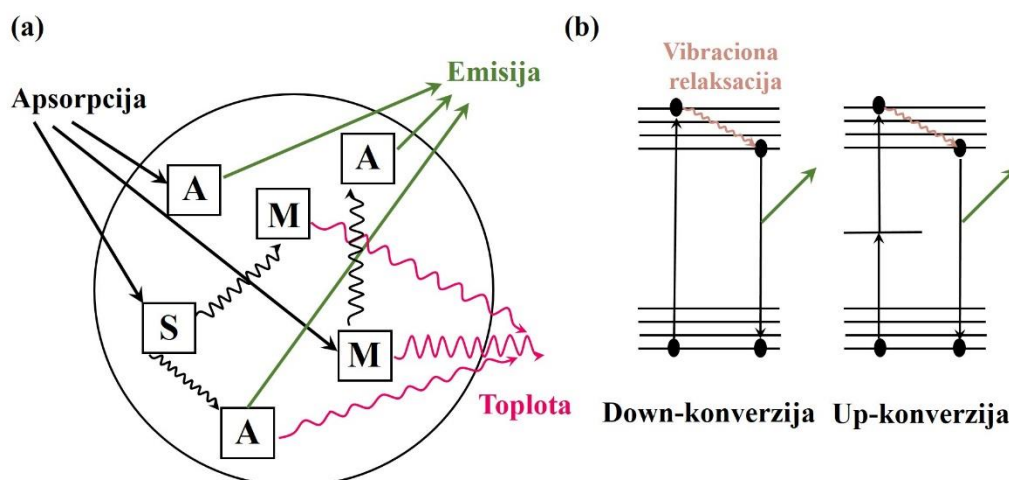 (a)
Apsorpcija
Emisija
A
A
M
S
M
A
Toplota
(b)
Vibraciona
relaksacija
Down-konverzija
Up-konverzija